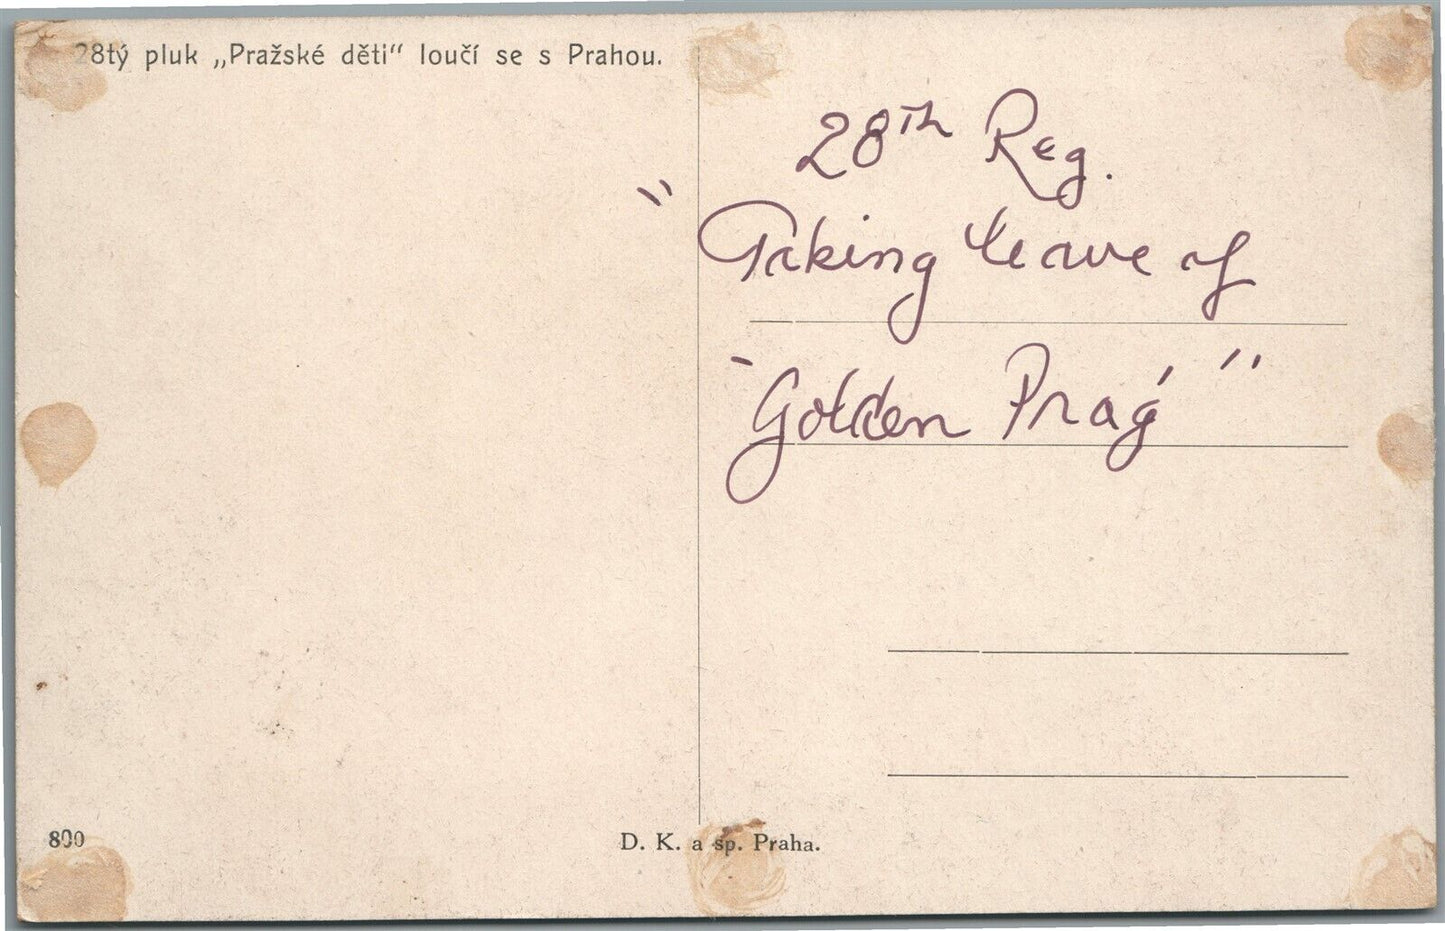 28tý pluk „Pražské děti“ loučí se s Prahou.
28th Reg.
" Taking leave of
'Golden Prag' "
800
D. K. a sp. Praha.